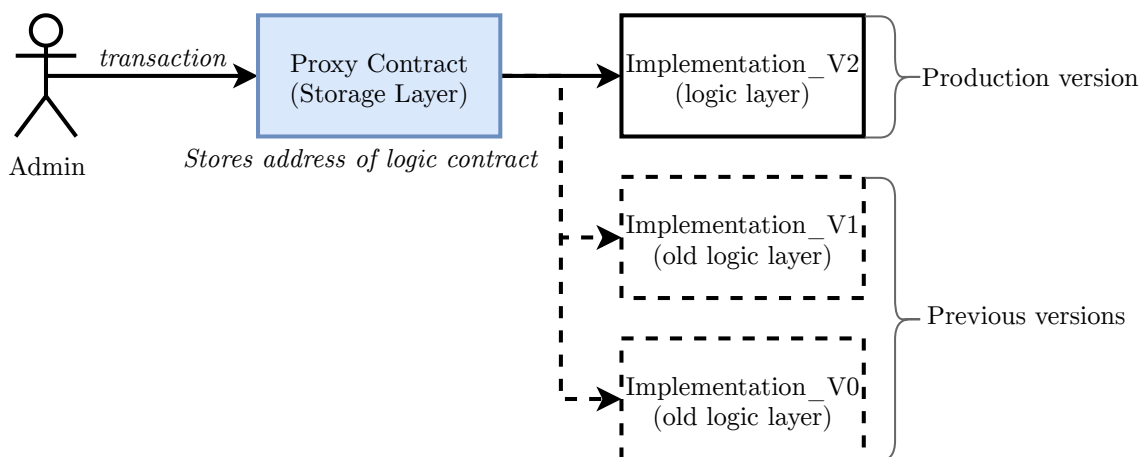 transaction
Admin
Proxy Contract
(Storage Layer)
Stores address of logic contract
Implementation_V2
(logic layer)
Production version
Implementation_V1
(old logic layer)
Previous versions
Implementation_V0
(old logic layer)